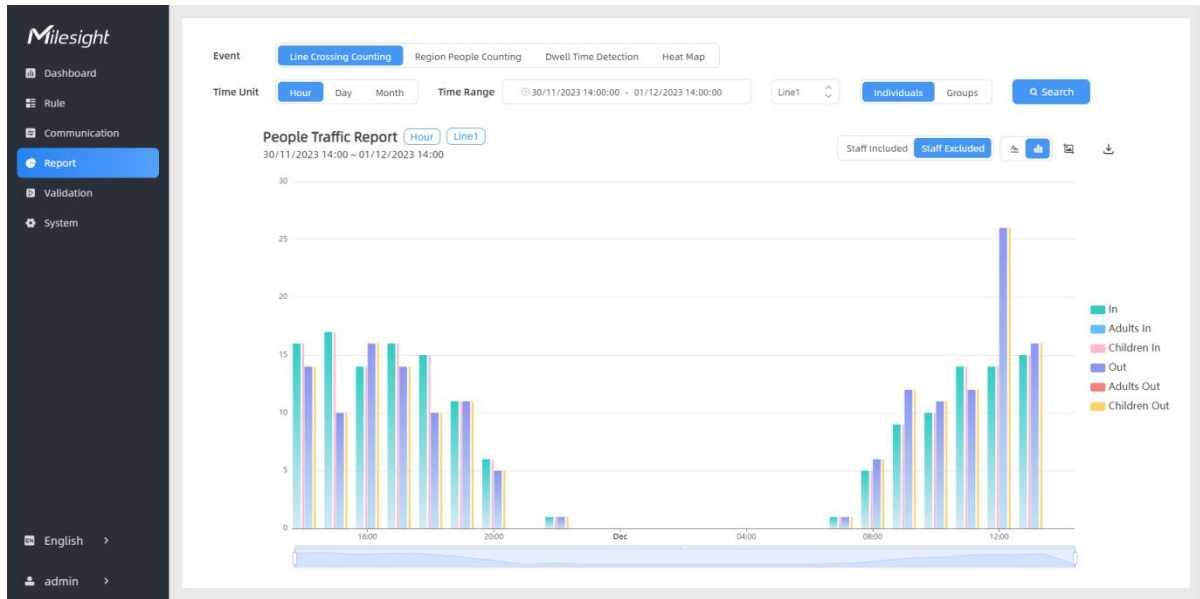 Milesight
Dashboard
Rule
Communication
Report
Validation
System
EN English >
admin >
Event Line Crossing Counting Region People Counting Dwell Time Detection Heat Map
Time Unit Hour Day Month Time Range 30/11/2023 14:00:00 - 01/12/2023 14:00:00 Line1 Individuals Groups Search
People Traffic Report Hour Line1
30/11/2023 14:00 ~ 01/12/2023 14:00
Staff Included Staff Excluded
30
25
20
15
10
5
0
16:00 20:00 Dec 04:00 08:00 12:00
In
Adults In
Children In
Out
Adults Out
Children Out